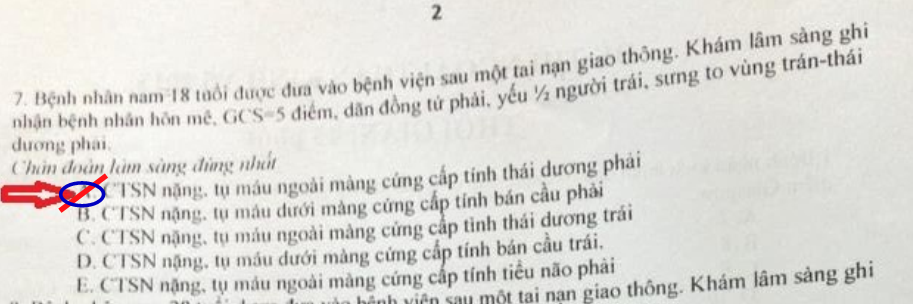 2
7. Bệnh nhân nam 18 tuổi được đưa vào bệnh viện sau một tai nạn giao thông. Khám lâm sàng ghi
nhận bệnh nhân hôn mê, GCS=5 điểm, dãn đồng tử phải, yếu ½ người trái, sưng to vùng trán-thái
dương phải.
Chẩn đoán lâm sàng đúng nhất
A. CTSN nặng, tụ máu ngoài màng cứng cấp tính thái dương phải
B. CTSN nặng, tụ máu dưới màng cứng cấp tính bán cầu phải
C. CTSN nặng, tụ máu ngoài màng cứng cấp tính thái dương trái
D. CTSN nặng, tụ máu dưới màng cứng cấp tính bán cầu trái.
E. CTSN nặng, tụ máu ngoài màng cứng cấp tính tiểu não phải
bệnh viện sau một tai nạn giao thông. Khám lâm sàng ghi